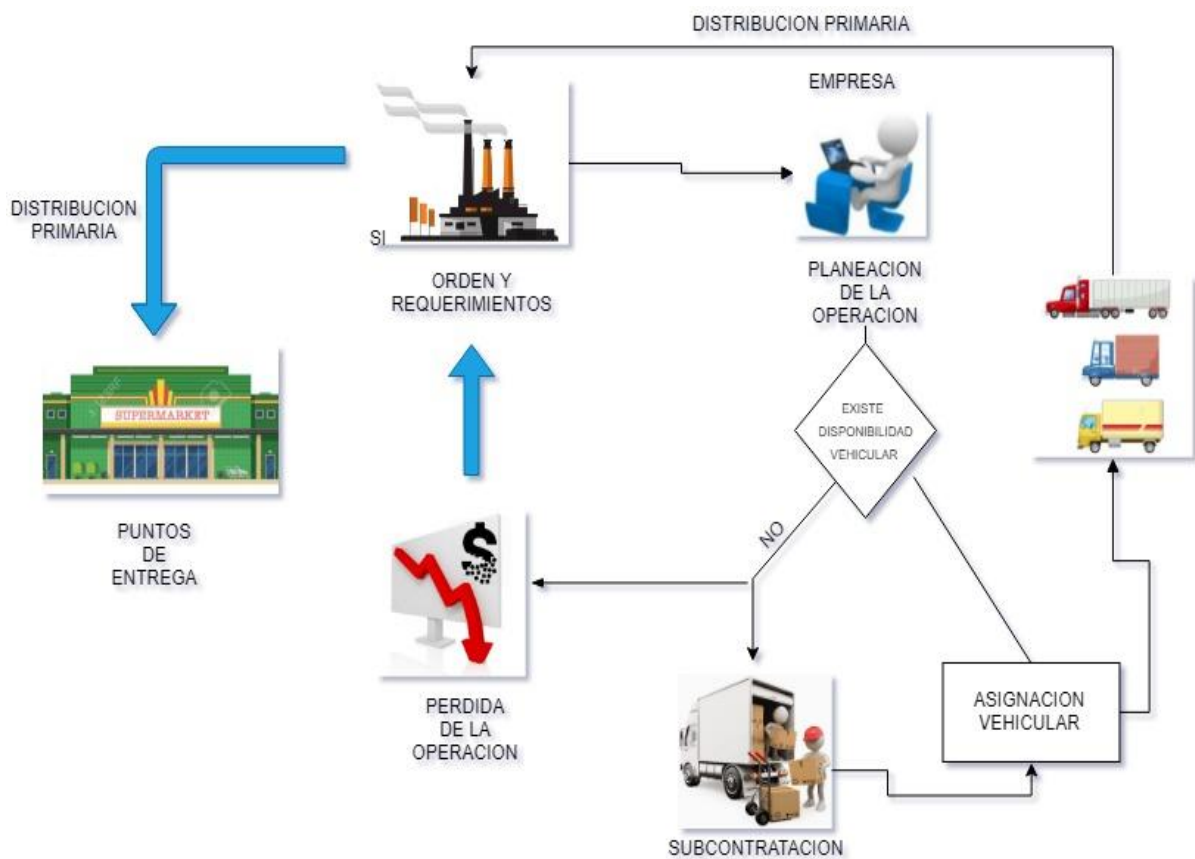 DISTRIBUCION PRIMARIA
EMPRESA
DISTRIBUCION
PRIMARIA
SI
ORDEN Y
REQUERIMIENTOS
PLANEACION
DE LA
OPERACION
SUPERMARKET
EXISTE
DISPONIBILIDAD
VEHICULAR
PUNTOS
DE
ENTREGA
NO
$
PERDIDA
DE LA
OPERACION
ASIGNACION
VEHICULAR
SUBCONTRATACION